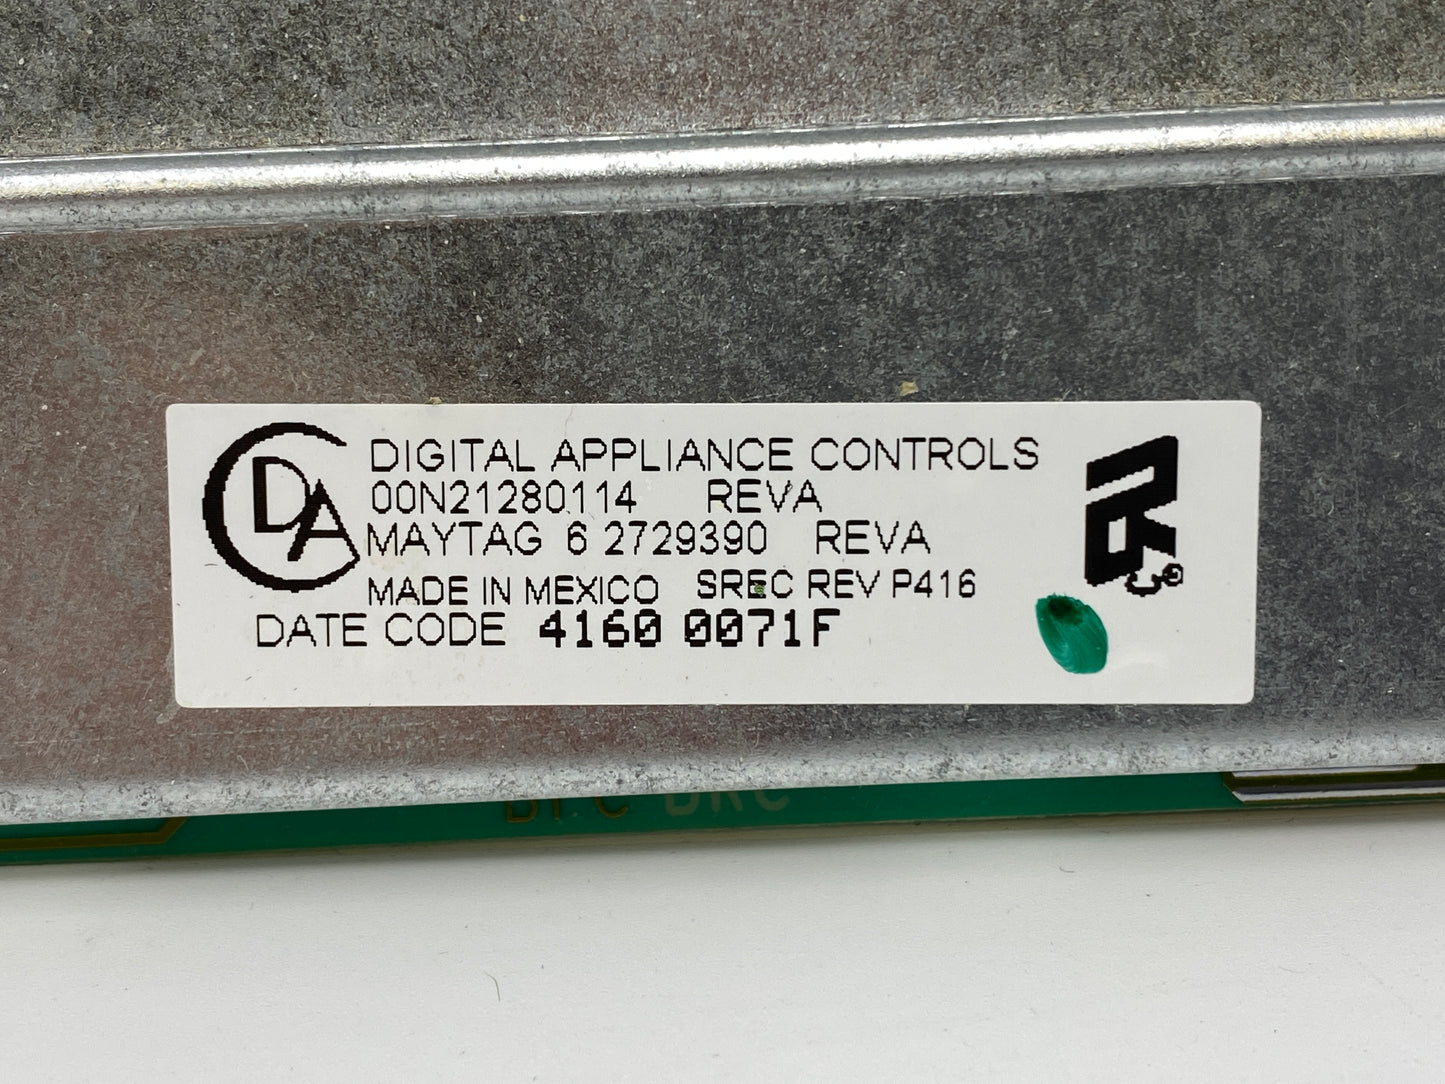 DA
DIGITAL APPLIANCE CONTROLS
00N21280114 REVA
MAYTAG 6 2729390 REVA
MADE IN MEXICO SREC REV P416
DATE CODE 4160 0071F